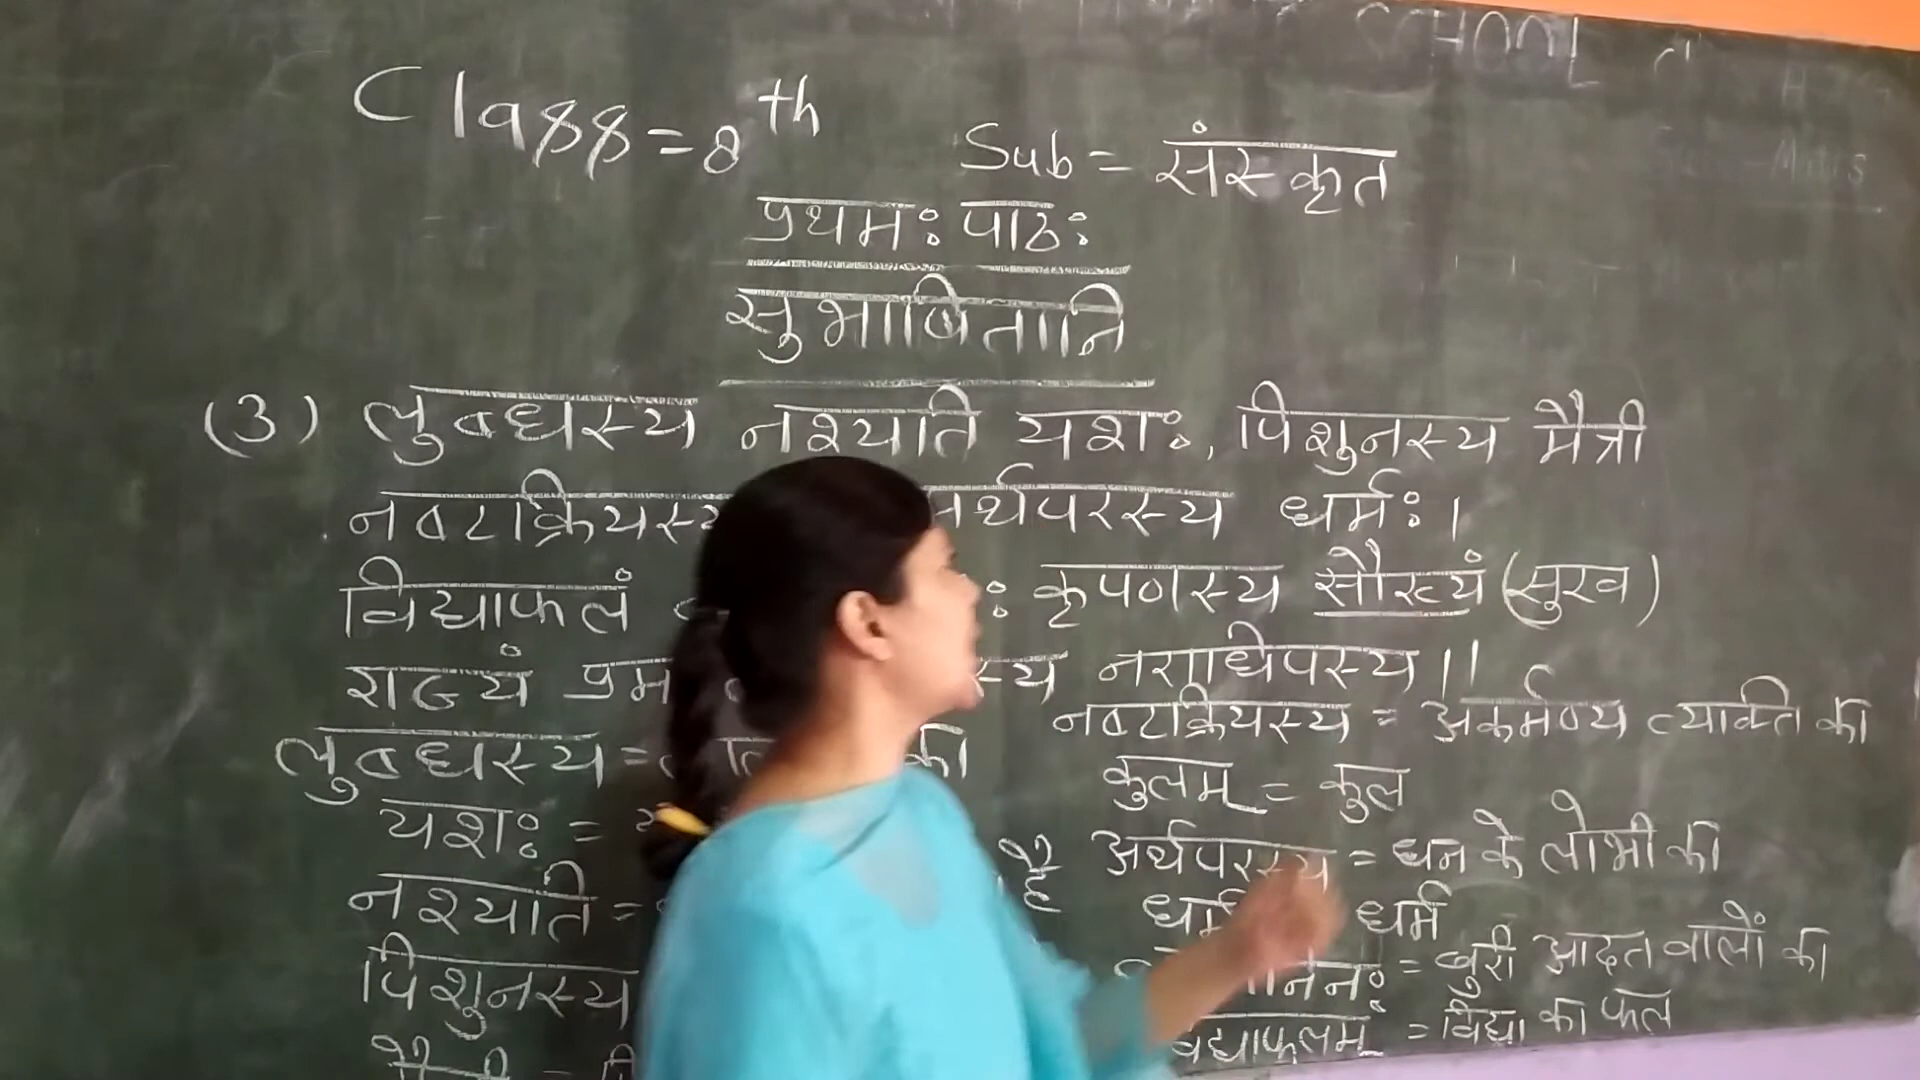 SCHOOL
Class = 8th Sub = संस्कृत
प्रथमः पाठः
सुभाषितानि
(3) लुब्धस्य नश्यति यशः, पिशुनस्य मैत्री
नष्टक्रियस्य र्थपरस्य धर्मः।
विद्याफलं कृपणस्य सौख्यं (सुख)
राज्यं प्रम स्य नराधिपस्य।।
लुब्धस्य = की
यशः =
नश्यति = है
पिशुनस्य
नष्टक्रियस्य = अकर्मण्य व्यक्ति का
कुलम् = कुल
अर्थपरस्य = धन के लोभी का
धर्म धर्म
निनः = बुरी आदत वालों की
विद्याफलम् = विद्या का फल